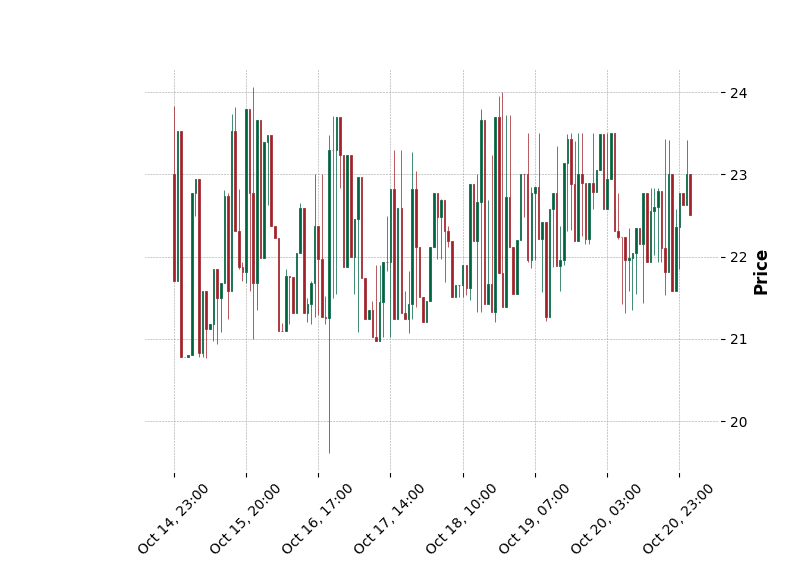 24
23
22
21
20
Price
Oct 14, 23:00
Oct 15, 20:00
Oct 16, 17:00
Oct 17, 14:00
Oct 18, 10:00
Oct 19, 07:00
Oct 20, 03:00
Oct 20, 23:00